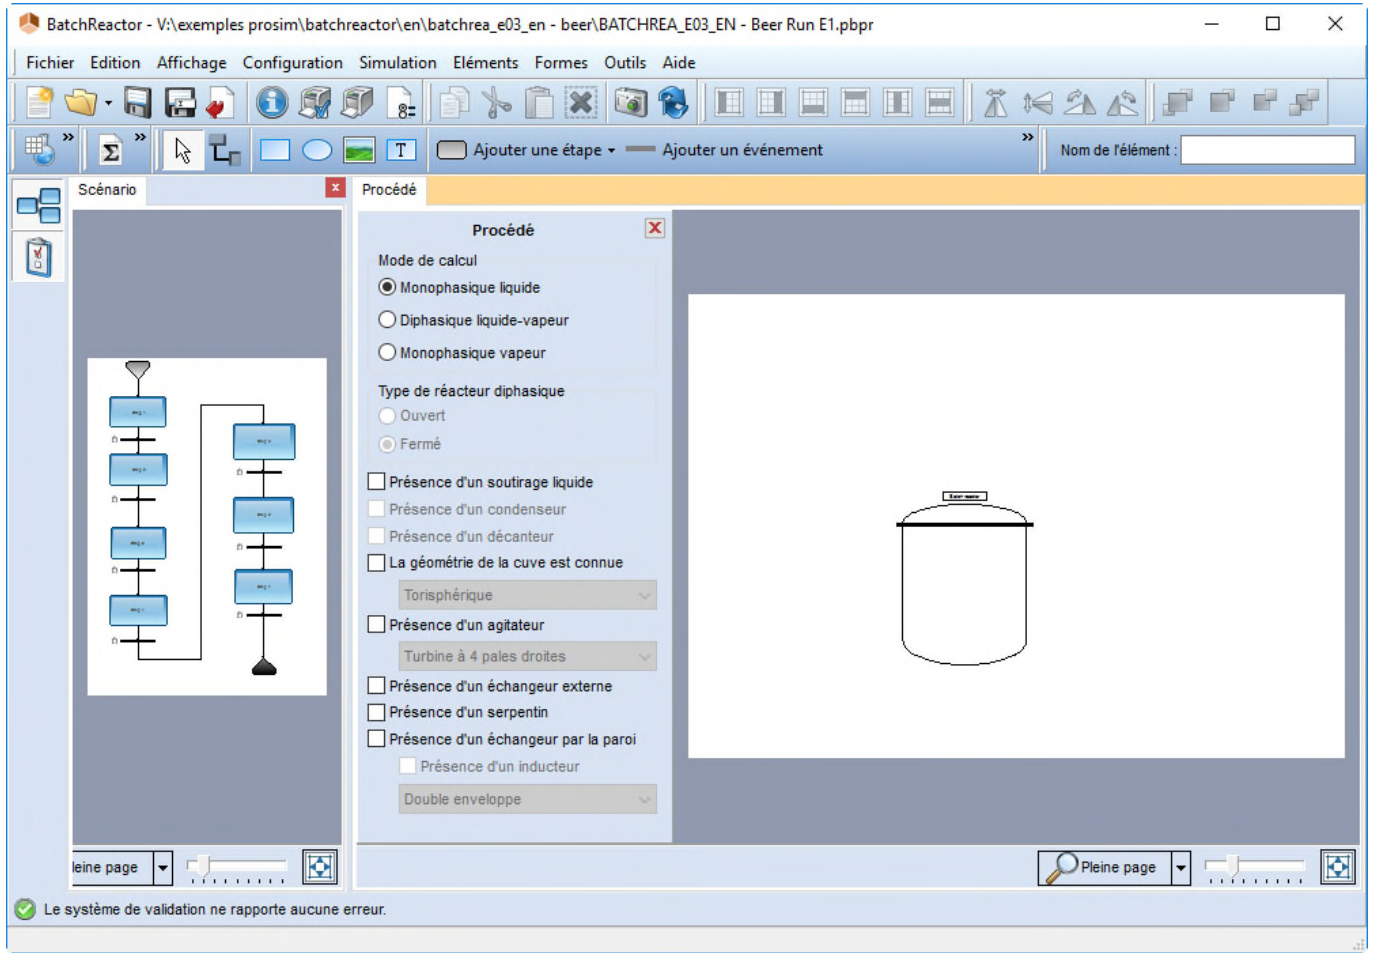 BatchReactor - V:\exemples prosim\batchreactor\en\batchrea_e03_en - beer\BATCHREA_E03_EN - Beer Run E1.pbpr
Fichier Edition Affichage Configuration Simulation Eléments Formes Outils Aide
Ajouter une étape Ajouter un événement Nom de l'élément :
Scénario
Procédé
Procédé
Mode de calcul
Monophasique liquide
Diphasique liquide-vapeur
Monophasique vapeur
Type de réacteur diphasique
Ouvert
Fermé
Présence d'un soutirage liquide
Présence d'un condenseur
Présence d'un décanteur
La géométrie de la cuve est connue
Torisphérique
Présence d'un agitateur
Turbine à 4 pales droites
Présence d'un échangeur externe
Présence d'un serpentin
Présence d'un échangeur par la paroi
Présence d'un inducteur
Double enveloppe
leine page
Pleine page
Le système de validation ne rapporte aucune erreur.